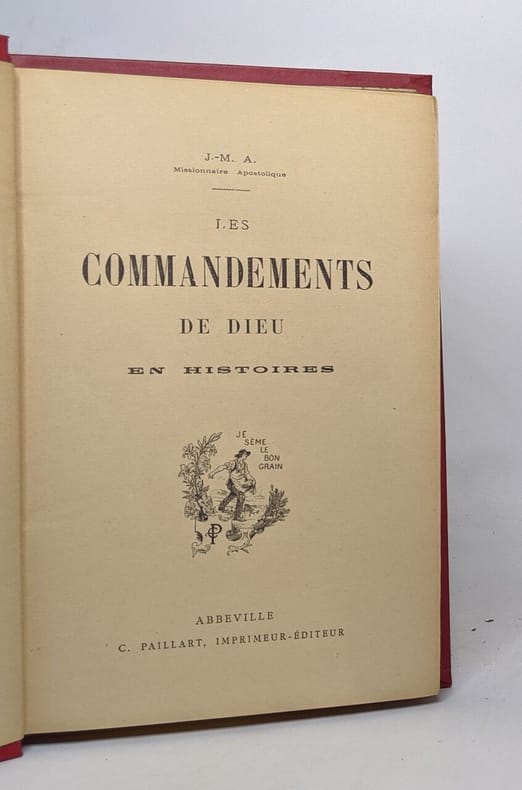 J.-M. A.
Missionnaire Apostolique
LES
COMMANDEMENTS
DE DIEU
EN HISTOIRES
JE
SÈME
LE
BON
GRAIN
CP
ABBEVILLE
C. PAILLART, IMPRIMEUR-ÉDITEUR